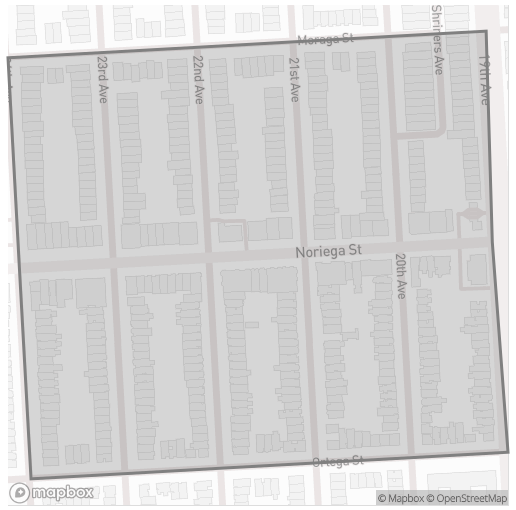 Moraga St
Shriners Ave
23rd Ave
22nd Ave
21st Ave
19th Ave
Noriega St
20th Ave
Ortega St
mapbox
© Mapbox © OpenStreetMap